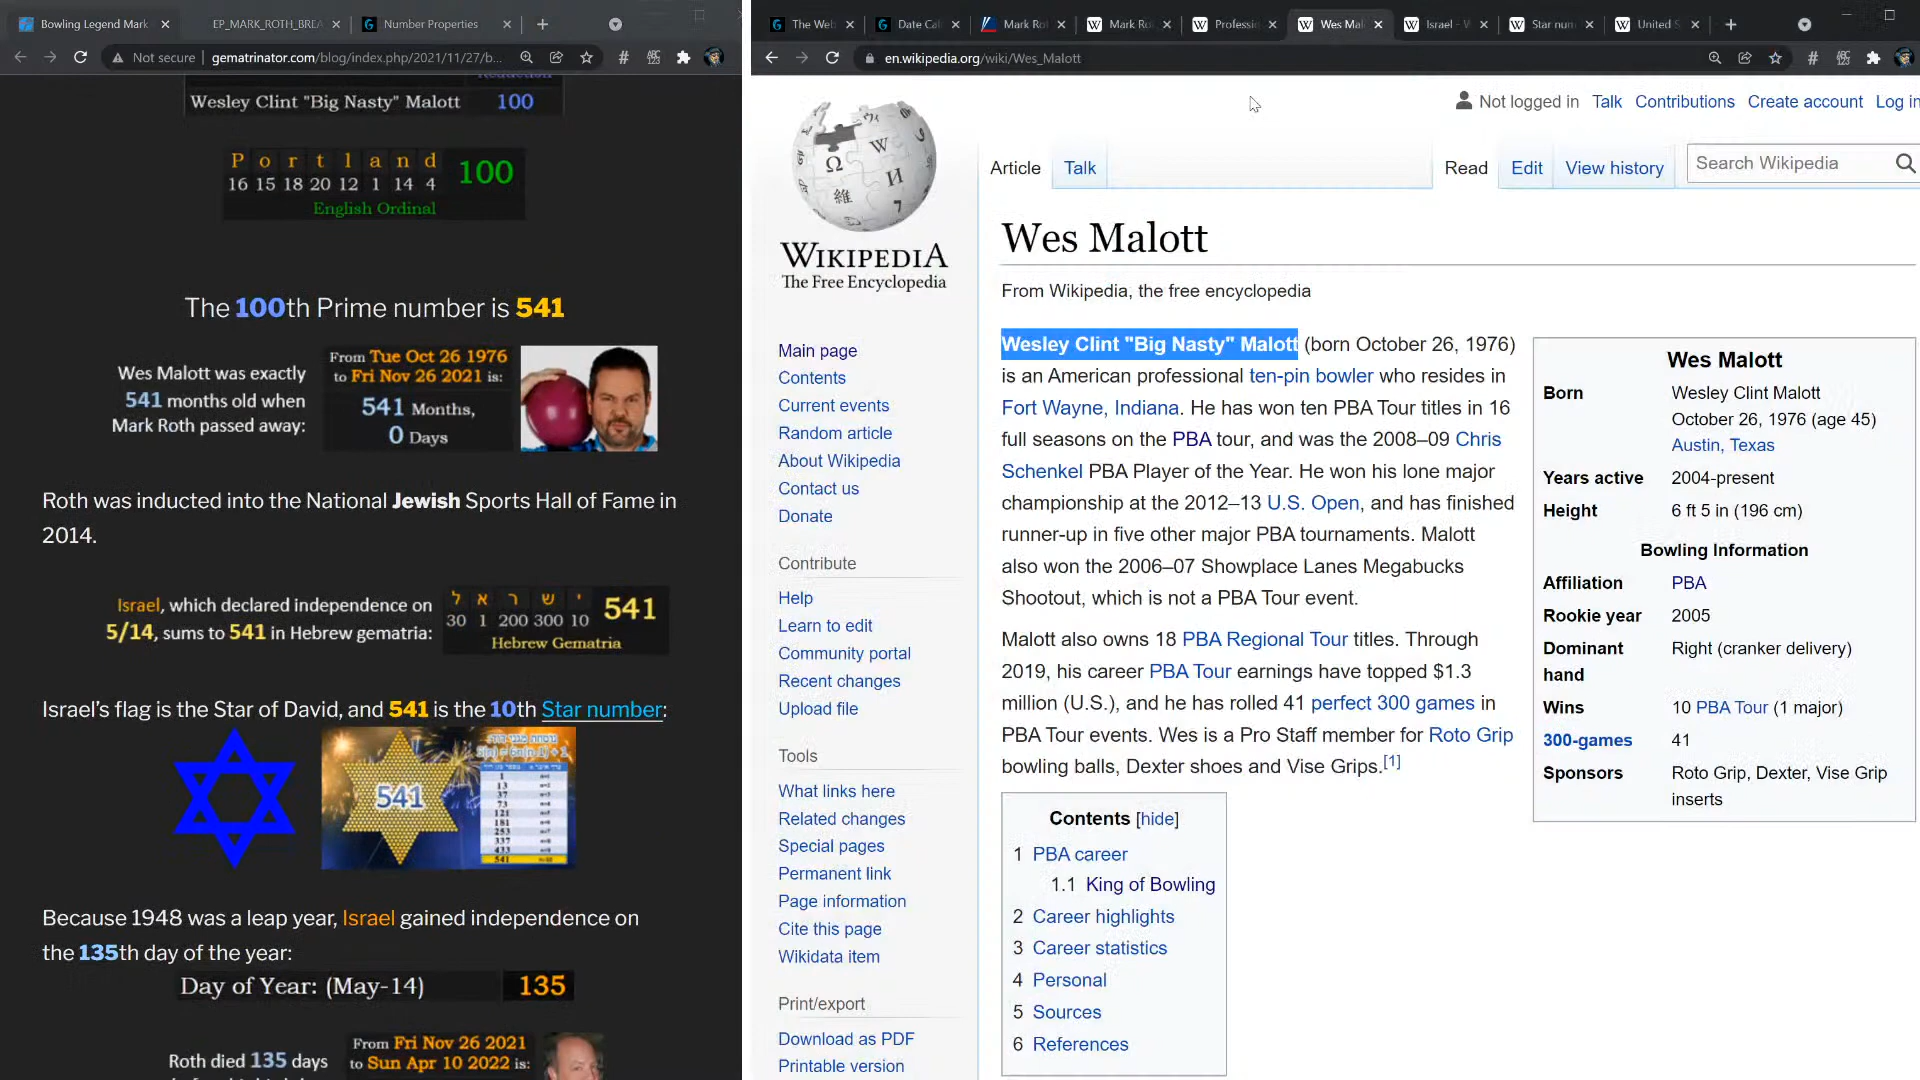 Bowling Legend Mark
EP_MARK_ROTH_BREA
Number Properties
Not secure
gematrinator.com/blog/index.php/2021/11/27/b...
Reduction
Wesley Clint "Big Nasty" Malott 100
P o r t l a n d 100
16 15 18 20 12 1 14 4
English Ordinal
The 100th Prime number is 541
Wes Malott was exactly
541 months old when
Mark Roth passed away:
From Tue Oct 26 1976
to Fri Nov 26 2021 is:
541 Months,
0 Days
Roth was inducted into the National Jewish Sports Hall of Fame in
2014.
Israel, which declared independence on
5/14, sums to 541 in Hebrew gematria:
ל א ר ש י 541
30 1 200 300 10
Hebrew Gematria
Israel's flag is the Star of David, and 541 is the 10th Star number:
541
1
13
37
73
121
181
253
337
433
541
Because 1948 was a leap year, Israel gained independence on
the 135th day of the year:
Day of Year: (May-14) 135
Roth died 135 days
From Fri Nov 26 2021
to Sun Apr 10 2022 is:
The Web
Date Cal
Mark Ro
Mark Ro
Professi
Wes Mal
Israel - W
Star num
United S
en.wikipedia.org/wiki/Wes_Malott
Not logged in Talk Contributions Create account Log in
Article Talk
Read Edit View history
Search Wikipedia
WIKIPEDIA
The Free Encyclopedia
Main page
Contents
Current events
Random article
About Wikipedia
Contact us
Donate
Contribute
Help
Learn to edit
Community portal
Recent changes
Upload file
Tools
What links here
Related changes
Special pages
Permanent link
Page information
Cite this page
Wikidata item
Print/export
Download as PDF
Printable version
Wes Malott
From Wikipedia, the free encyclopedia
Wesley Clint "Big Nasty" Malott (born October 26, 1976)
is an American professional ten-pin bowler who resides in
Fort Wayne, Indiana. He has won ten PBA Tour titles in 16
full seasons on the PBA tour, and was the 2008–09 Chris
Schenkel PBA Player of the Year. He won his lone major
championship at the 2012–13 U.S. Open, and has finished
runner-up in five other major PBA tournaments. Malott
also won the 2006–07 Showplace Lanes Megabucks
Shootout, which is not a PBA Tour event.
Malott also owns 18 PBA Regional Tour titles. Through
2019, his career PBA Tour earnings have topped $1.3
million (U.S.), and he has rolled 41 perfect 300 games in
PBA Tour events. Wes is a Pro Staff member for Roto Grip
bowling balls, Dexter shoes and Vise Grips.[1]
Contents [hide]
1 PBA career
1.1 King of Bowling
2 Career highlights
3 Career statistics
4 Personal
5 Sources
6 References
Wes Malott
Born Wesley Clint Malott
October 26, 1976 (age 45)
Austin, Texas
Years active 2004-present
Height 6 ft 5 in (196 cm)
Bowling Information
Affiliation PBA
Rookie year 2005
Dominant hand Right (cranker delivery)
Wins 10 PBA Tour (1 major)
300-games 41
Sponsors Roto Grip, Dexter, Vise Grip
inserts